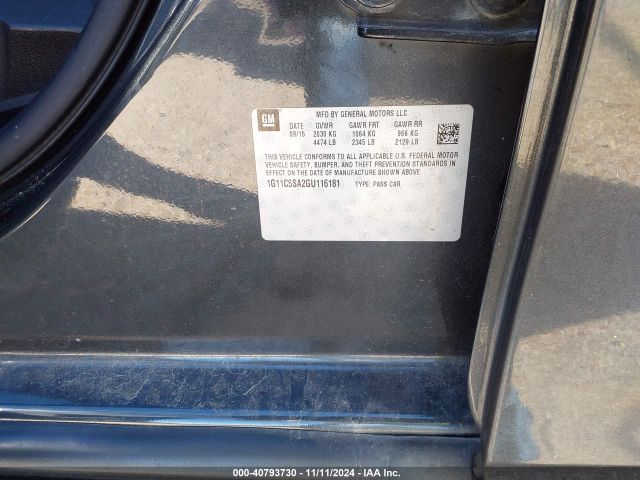 GM
MFD BY GENERAL MOTORS LLC
DATE GVWR GAWR FRT GAWR RR
09/15 2030 KG 1064 KG 966 KG
4474 LB 2345 LB 2129 LB
THIS VEHICLE CONFORMS TO ALL APPLICABLE U.S. FEDERAL MOTOR
VEHICLE SAFETY, BUMPER, AND THEFT PREVENTION STANDARDS IN
EFFECT ON THE DATE OF MANUFACTURE SHOWN ABOVE.
1G11C5SA2GU116181 TYPE: PASS CAR
000-40793730 - 11/11/2024 - IAA Inc.